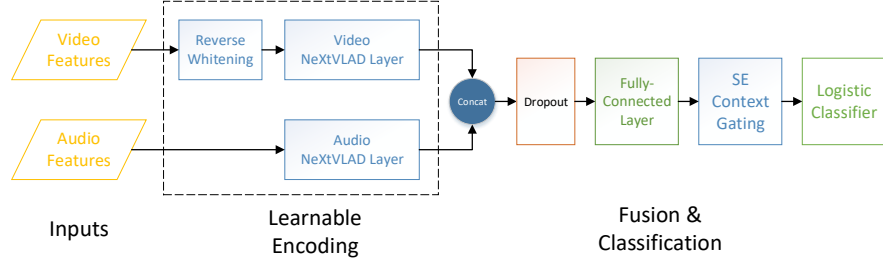 Video
Features
Reverse
Whitening
Video
NeXtVLAD Layer
Audio
Features
Audio
NeXtVLAD Layer
Concat
Dropout
Fully-
Connected
Layer
SE
Context
Gating
Logistic
Classifier
Inputs
Learnable
Encoding
Fusion &
Classification